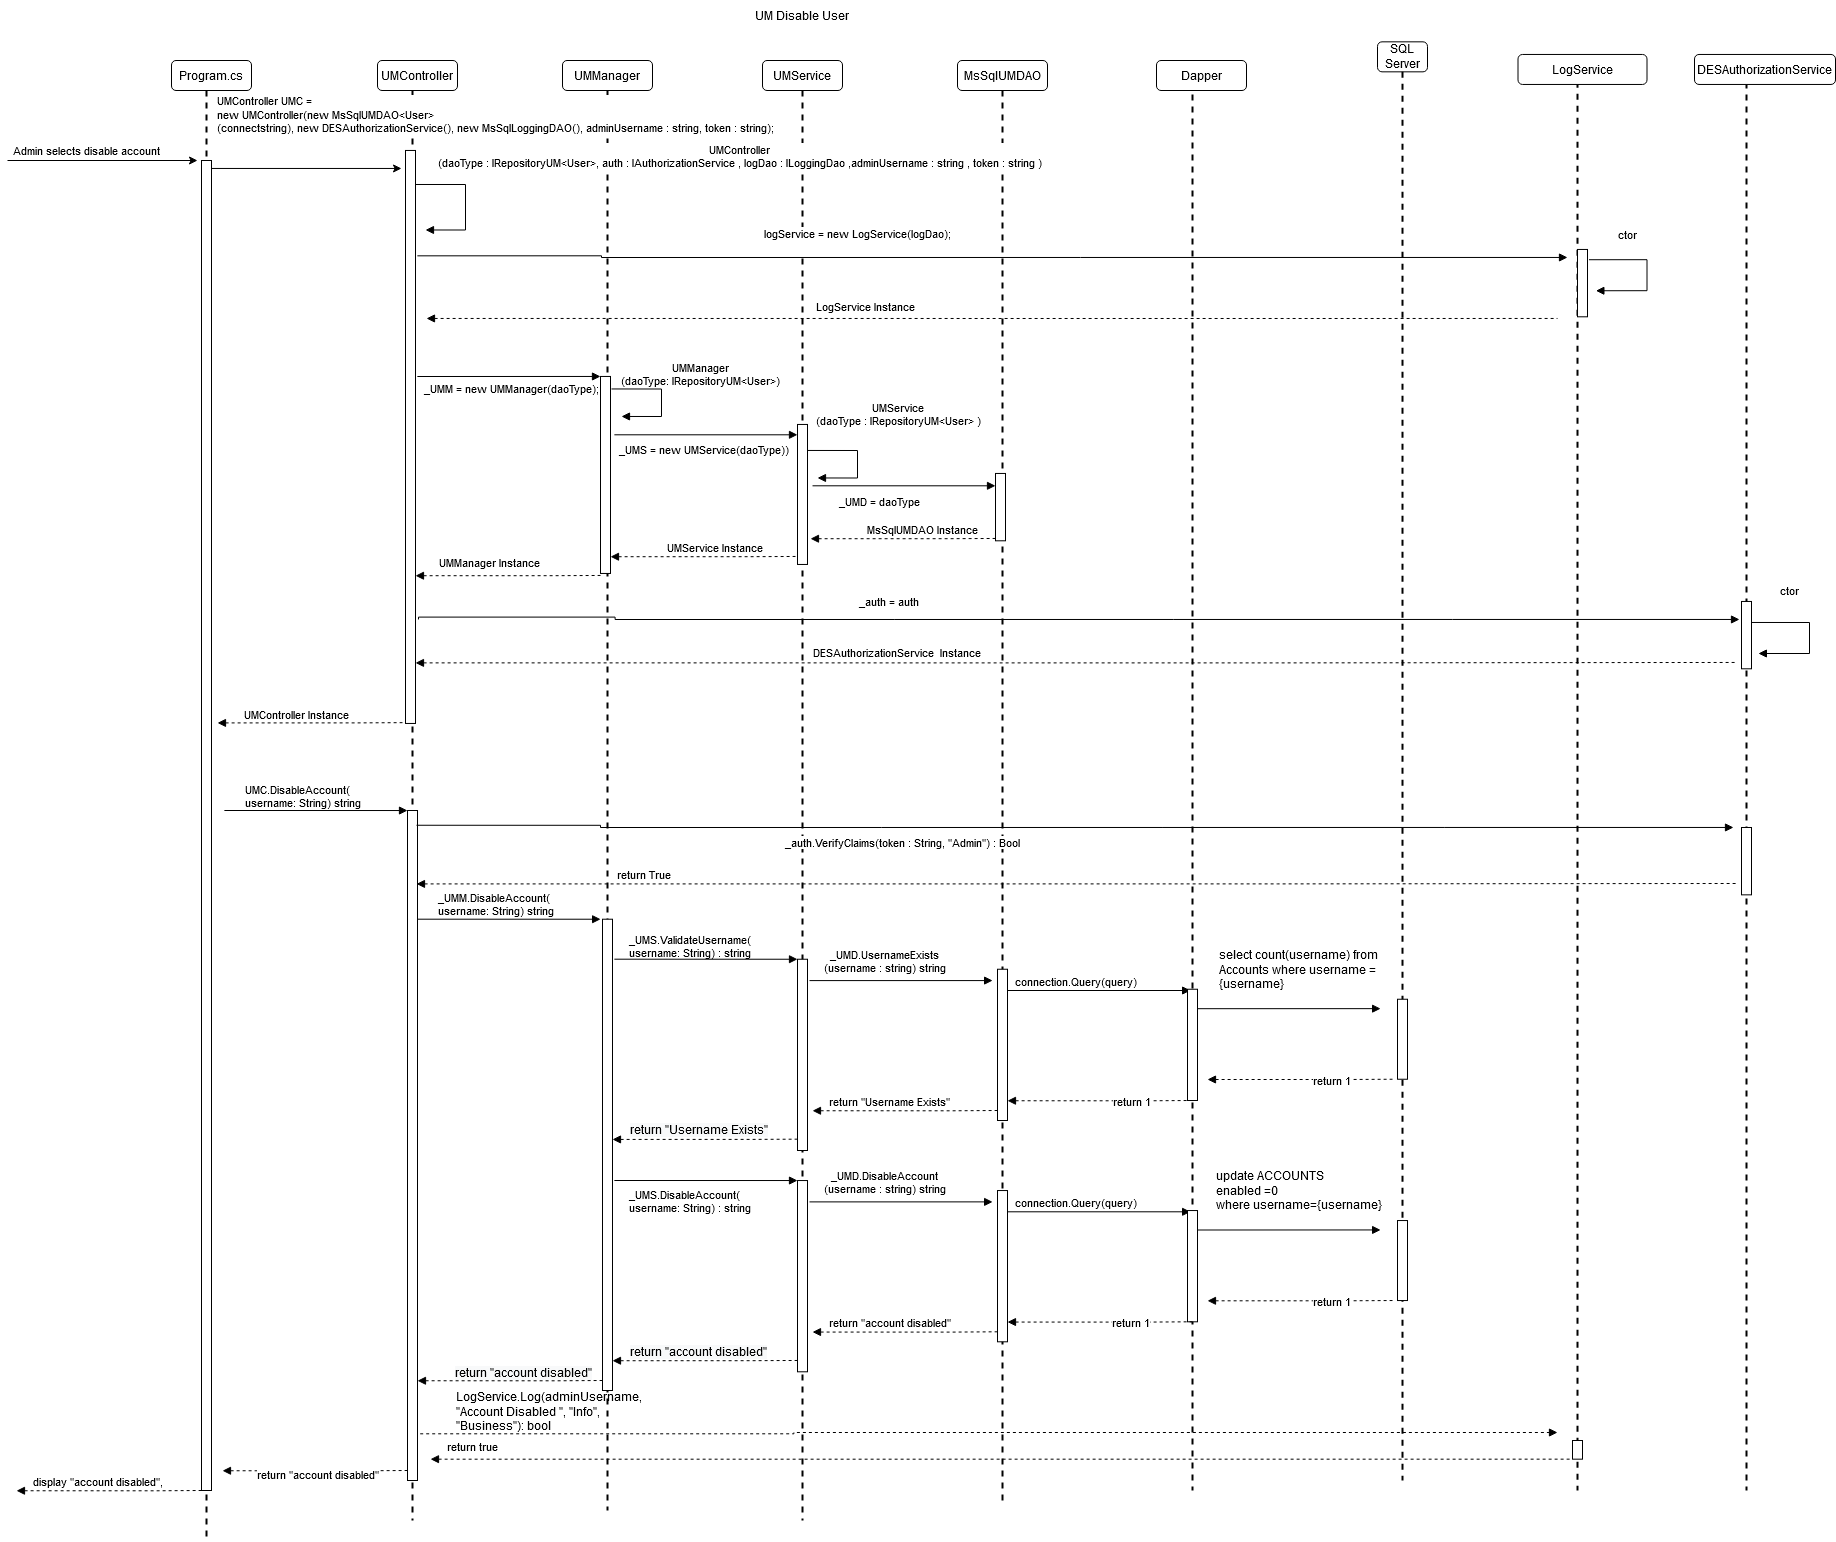 UM Disable User
Program.cs
UMController
UMManager
UMService
MsSqlUMDAO
Dapper
SQL
Server
LogService
DESAuthorizationService
UMController UMC =
new UMController(new MsSqlUMDAO<User>
(connectstring), new DESAuthorizationService(), new MsSqlLoggingDAO(), adminUsername : string, token : string);
Admin selects disable account
UMController
(daoType : IRepositoryUM<User>, auth : IAuthorizationService , logDao : ILoggingDao ,adminUsername : string , token : string )
logService = new LogService(logDao);
ctor
LogService Instance
UMManager
(daoType: IRepositoryUM<User>)
_UMM = new UMManager(daoType);
UMService
(daoType : IRepositoryUM<User> )
_UMS = new UMService(daoType))
_UMD = daoType
MsSqlUMDAO Instance
UMService Instance
UMManager Instance
ctor
_auth = auth
DESAuthorizationService  Instance
UMController Instance
UMC.DisableAccount(
username: String) string
_auth.VerifyClaims(token : String, "Admin") : Bool
return True
_UMM.DisableAccount(
username: String) string
_UMS.ValidateUsername(
username: String) : string
_UMD.UsernameExists
(username : string) string
connection.Query(query)
select count(username) from
Accounts where username =
{username}
return 1
return 1
return "Username Exists"
return "Username Exists"
_UMS.DisableAccount(
username: String) : string
_UMD.DisableAccount
(username : string) string
connection.Query(query)
update ACCOUNTS
enabled =0
where username={username}
return 1
return 1
return "account disabled"
return "account disabled"
return "account disabled"
LogService.Log(adminUsername,
"Account Disabled ", "Info",
"Business"): bool
return true
return "account disabled"
display "account disabled",